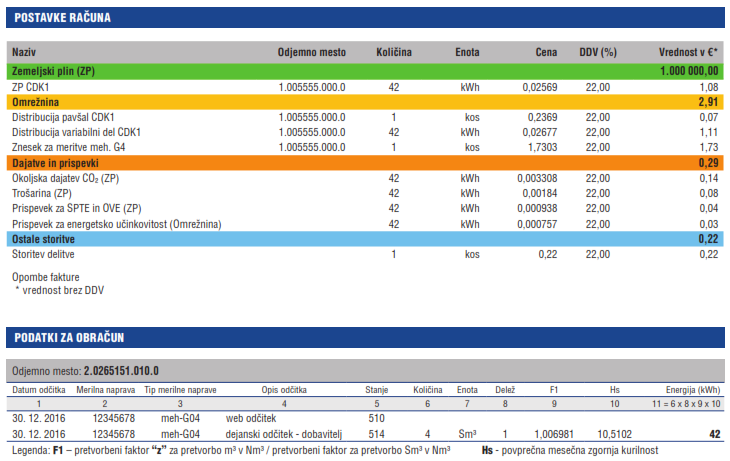 POSTAVKE RAČUNA
Naziv Odjemno mesto Količina Enota Cena DDV (%) Vrednost v €*
Zemeljski plin (ZP) 1.000 000,00
ZP CDK1 1.005555.000.0 42 kWh 0,02569 22,00 1,08
Omrežnina 2,91
Distribucija pavšal CDK1 1.005555.000.0 1 kos 0,2369 22,00 0,07
Distribucija variabilni del CDK1 1.005555.000.0 42 kWh 0,02677 22,00 1,11
Znesek za meritve meh. G4 1.005555.000.0 1 kos 1,7303 22,00 1,73
Dajatve in prispevki 0,29
Okoljska dajatev CO₂ (ZP) 42 kWh 0,003308 22,00 0,14
Trošarina (ZP) 42 kWh 0,00184 22,00 0,08
Prispevek za SPTE in OVE (ZP) 42 kWh 0,000938 22,00 0,04
Prispevek za energetsko učinkovitost (Omrežnina) 42 kWh 0,000757 22,00 0,03
Ostale storitve 0,22
Storitev delitve 1 kos 0,22 22,00 0,22
Opombe fakture
* vrednost brez DDV
PODATKI ZA OBRAČUN
Odjemno mesto: 2.0265151.010.0
Datum odčitka Merilna naprava Tip merilne naprave Opis odčitka Stanje Količina Enota Delež F1 Hs Energija (kWh)
1 2 3 4 5 6 7 8 9 10 11 = 6 x 8 x 9 x 10
30. 12. 2016 12345678 meh-G04 web odčitek 510
30. 12. 2016 12345678 meh-G04 dejanski odčitek - dobavitelj 514 4 Sm³ 1 1,006981 10,5102 42
Legenda: F1 – pretvorbeni faktor “z” za pretvorbo m³ v Nm³ / pretvorbeni faktor za pretvorbo Sm³ v Nm³ Hs - povprečna mesečna zgornja kurilnost